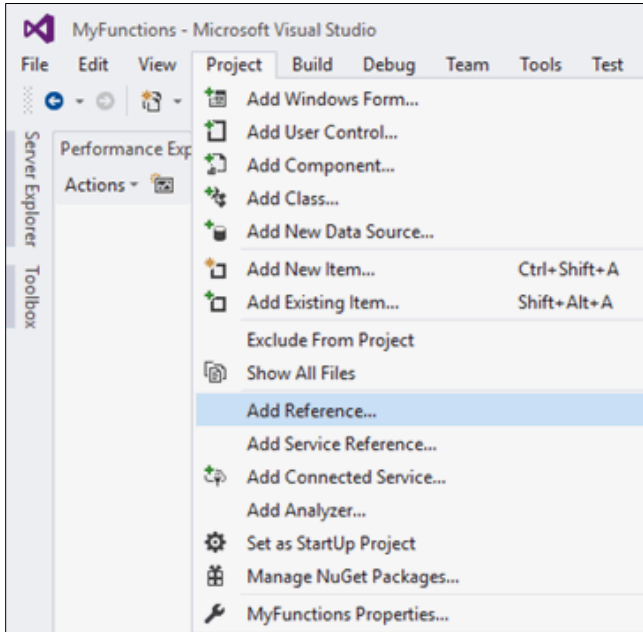 MyFunctions - Microsoft Visual Studio
File Edit View Project Build Debug Team Tools Test
Server Explorer
Toolbox
Performance Exp
Actions
Add Windows Form...
Add User Control...
Add Component...
Add Class...
Add New Data Source...
Add New Item... Ctrl+Shift+A
Add Existing Item... Shift+Alt+A
Exclude From Project
Show All Files
Add Reference...
Add Service Reference...
Add Connected Service...
Add Analyzer...
Set as StartUp Project
Manage NuGet Packages...
MyFunctions Properties...